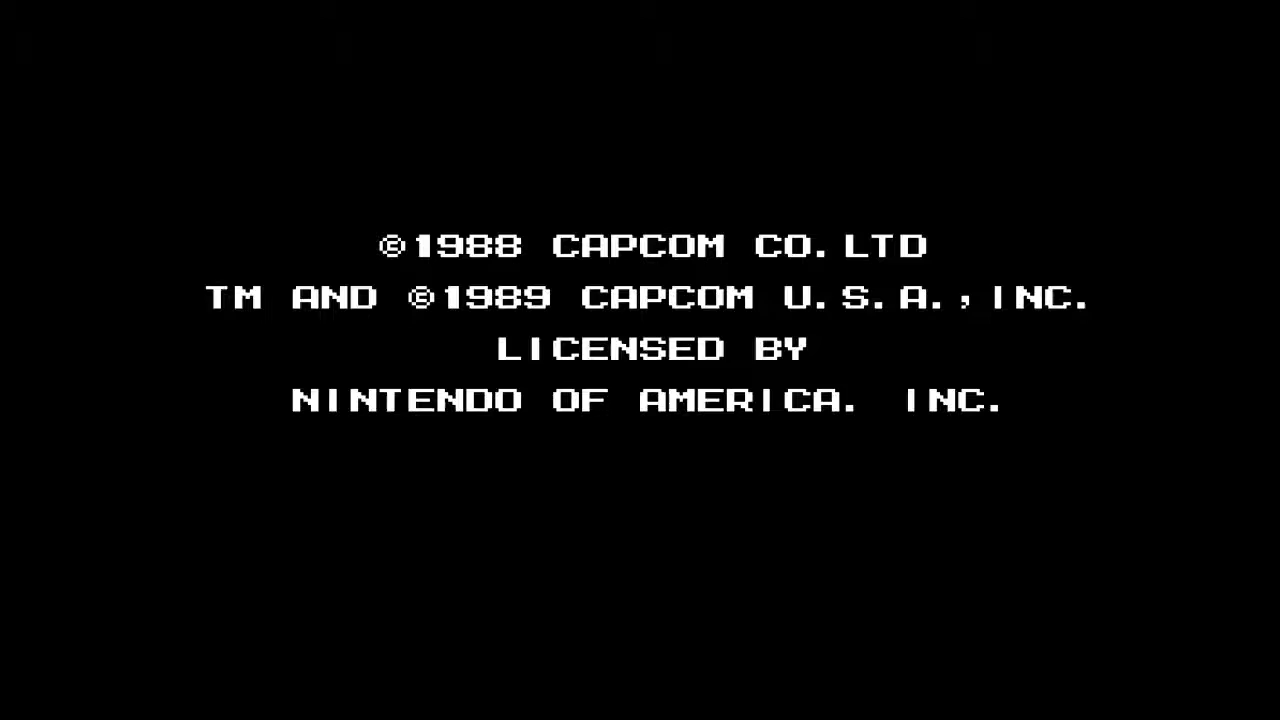 ©1988 CAPCOM CO.LTD
TM AND ©1989 CAPCOM U.S.A.,INC.
LICENSED BY
NINTENDO OF AMERICA. INC.